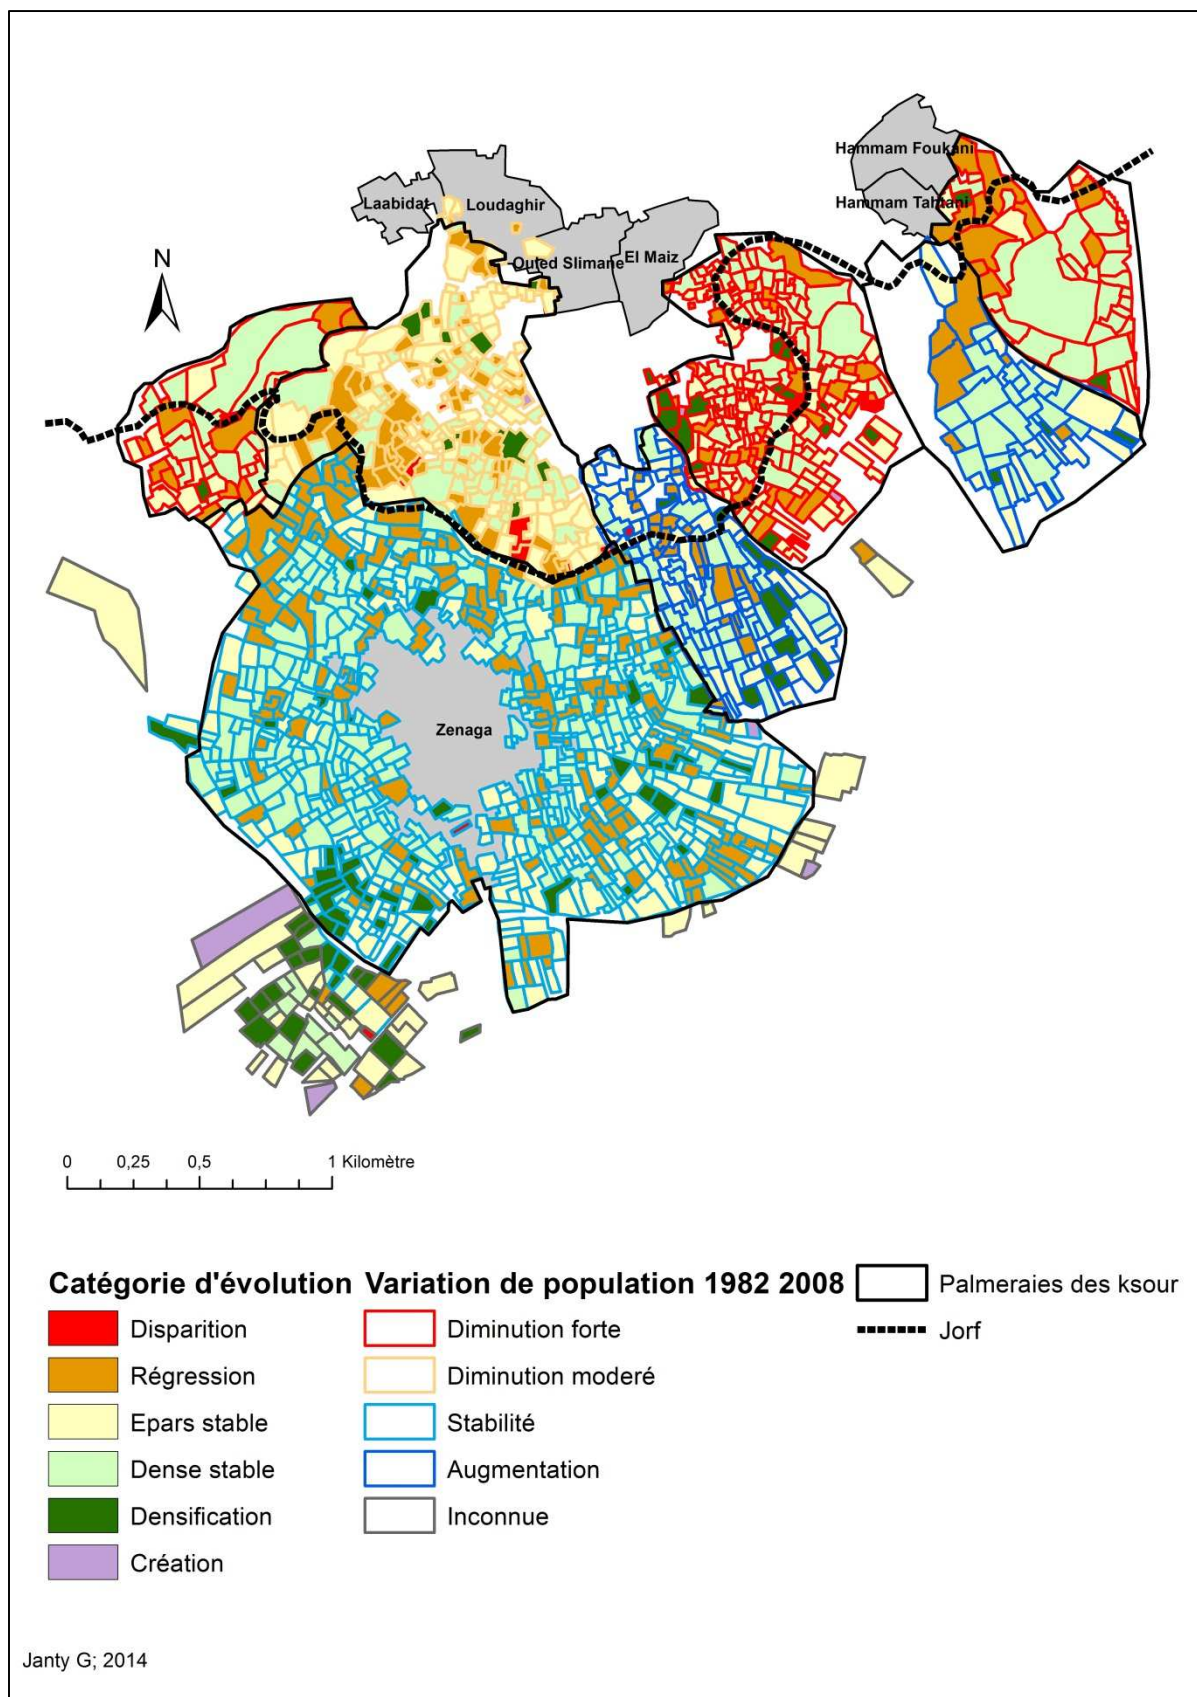 Hammam Foukani
Hammam Tahtani
Laabidat
Loudaghir
Ouled Slimane
El Maiz
N
Zenaga
0 0,25 0,5 1 Kilomètre
Catégorie d'évolution
Disparition
Régression
Epars stable
Dense stable
Densification
Création
Variation de population 1982 2008
Diminution forte
Diminution moderé
Stabilité
Augmentation
Inconnue
Palmeraies des ksour
Jorf
Janty G; 2014